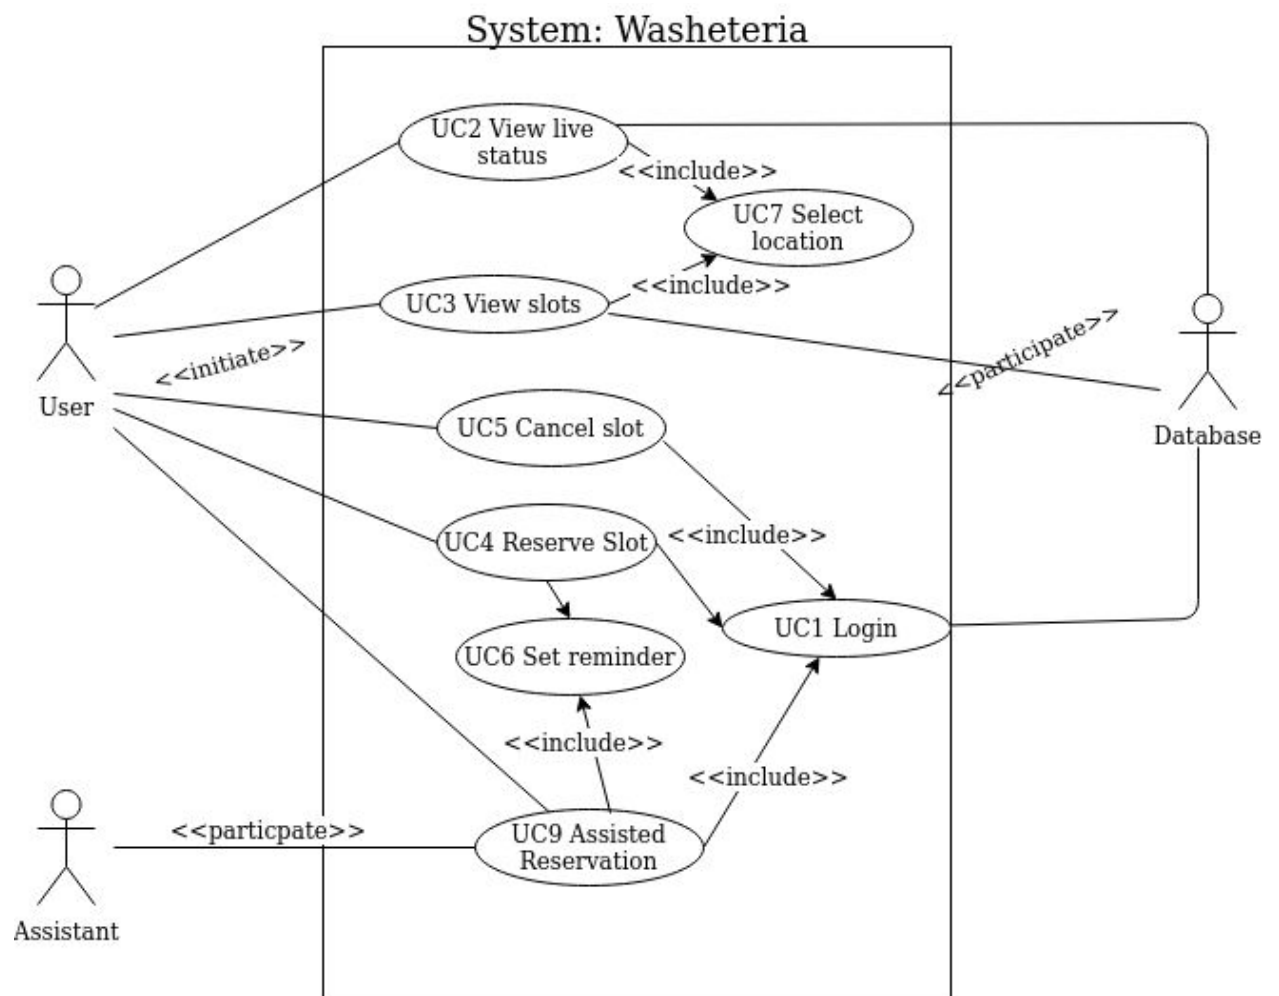 System: Washeteria
UC2 View live
status
<<include>>
UC7 Select
location
<<include>>
UC3 View slots
<<initiate>>
<<participate>>
User
Database
UC5 Cancel slot
<<include>>
UC4 Reserve Slot
UC1 Login
UC6 Set reminder
<<include>>
<<include>>
<<particpate>>
UC9 Assisted
Reservation
Assistant